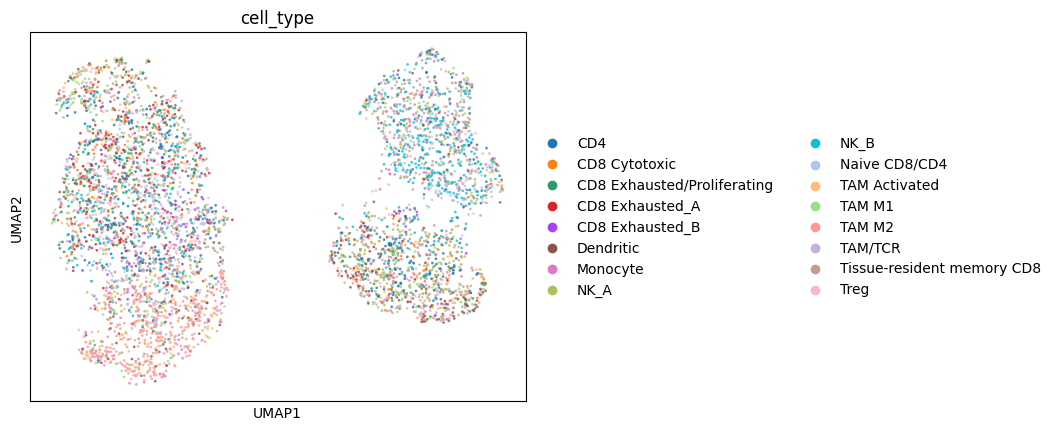 cell_type
UMAP2
UMAP1
CD4
CD8 Cytotoxic
CD8 Exhausted/Proliferating
CD8 Exhausted_A
CD8 Exhausted_B
Dendritic
Monocyte
NK_A
NK_B
Naive CD8/CD4
TAM Activated
TAM M1
TAM M2
TAM/TCR
Tissue-resident memory CD8
Treg